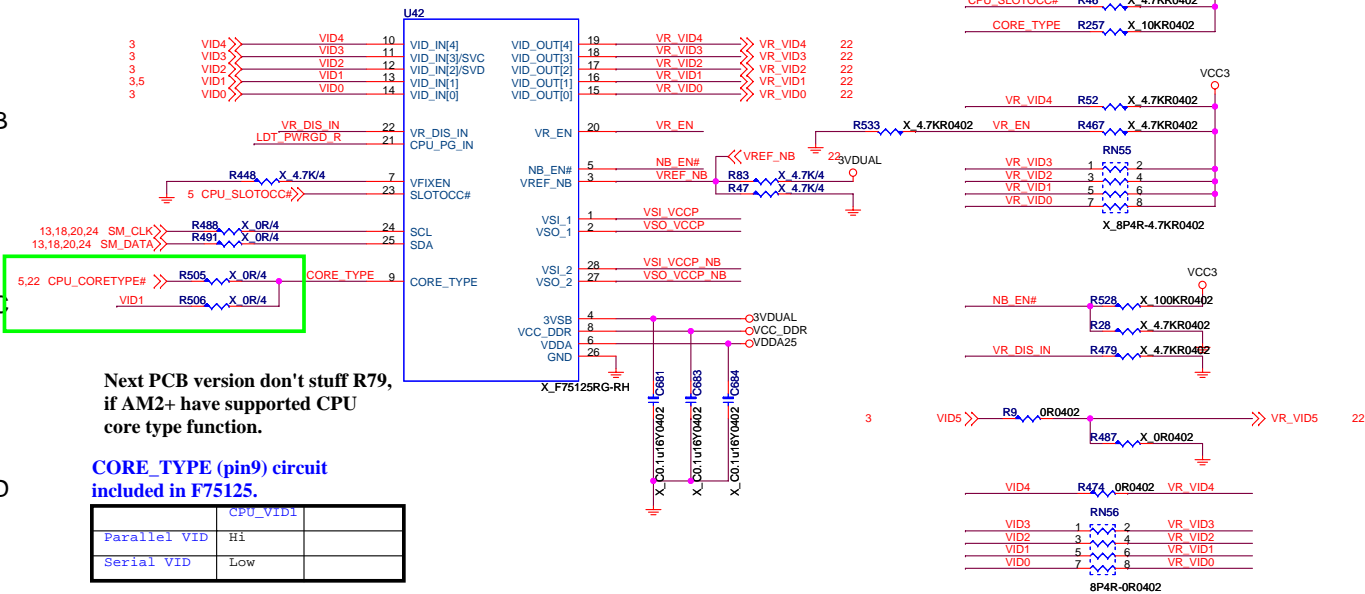 U42
CPU_SLOTOCC# R46 X_4.7KR0402
CORE_TYPE R257 X_10KR0402
3 VID4 VID4 10 VID_IN[4] VID_OUT[4] 19 VR_VID4 VR_VID4 22
3 VID3 VID3 11 VID_IN[3]/SVC VID_OUT[3] 18 VR_VID3 VR_VID3 22
3 VID2 VID2 12 VID_IN[2]/SVD VID_OUT[2] 17 VR_VID2 VR_VID2 22
3,5 VID1 VID1 13 VID_IN[1] VID_OUT[1] 16 VR_VID1 VR_VID1 22
3 VID0 VID0 14 VID_IN[0] VID_OUT[0] 15 VR_VID0 VR_VID0 22
VCC3
VR_VID4 R52 X_4.7KR0402
B
VR_DIS_IN 22 VR_DIS_IN VR_EN 20 VR_EN
R533 X_4.7KR0402 VR_EN R467 X_4.7KR0402
LDT_PWRGD_R 21 CPU_PG_IN
RN55
VR_VID3 1 2
VR_VID2 3 4
VR_VID1 5 6
VR_VID0 7 8
X_8P4R-4.7KR0402
NB_EN# 5 NB_EN#
VREF_NB 22
3VDUAL
R448 X_4.7K/4 7 VFIXEN VREF_NB 3 VREF_NB R83 X_4.7K/4
5 CPU_SLOTOCC# 23 SLOTOCC# R47 X_4.7K/4
VSI_1 1 VSI_VCCP
VSO_1 2 VSO_VCCP
13,18,20,24 SM_CLK R488 X_0R/4 24 SCL
13,18,20,24 SM_DATA R491 X_0R/4 25 SDA
VSI_2 28 VSI_VCCP_NB
VSO_2 27 VSO_VCCP_NB
5,22 CPU_CORETYPE# R505 X_0R/4 CORE_TYPE 9 CORE_TYPE
C
VID1 R506 X_0R/4
VCC3
NB_EN# R528 X_100KR0402
R28 X_4.7KR0402
VR_DIS_IN R479 X_4.7KR0402
3VSB 4 3VDUAL
VCC_DDR 8 VCC_DDR
VDDA 6 VDDA25
GND 26
X_F75125RG-RH
C681 X_C0.1u16Y0402
C683 X_C0.1u16Y0402
C684 X_C0.1u16Y0402
Next PCB version don't stuff R79,
if AM2+ have supported CPU
core type function.
3 VID5 R9 0R0402 VR_VID5 22
R487 X_0R0402
CORE_TYPE (pin9) circuit
included in F75125.
D
CPU_VID1
Parallel VID Hi
Serial VID Low
VID4 R474 0R0402 VR_VID4
RN56
VID3 1 2 VR_VID3
VID2 3 4 VR_VID2
VID1 5 6 VR_VID1
VID0 7 8 VR_VID0
8P4R-0R0402